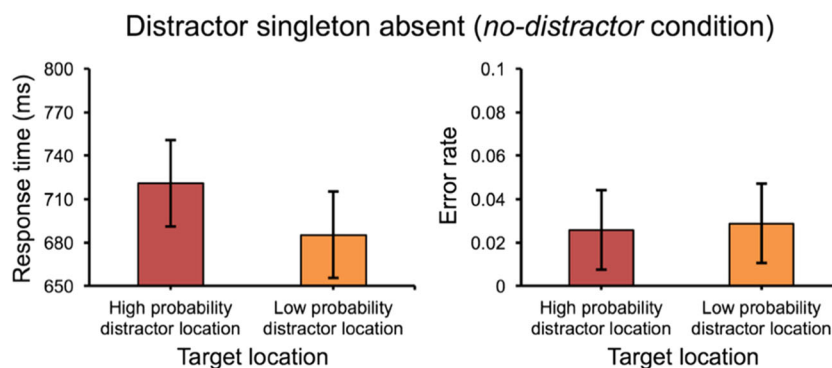 Distractor singleton absent (no-distractor condition)
Response time (ms)
800
770
740
710
680
650
High probability
distractor location
Low probability
distractor location
Target location
Error rate
0.1
0.08
0.06
0.04
0.02
0
High probability
distractor location
Low probability
distractor location
Target location